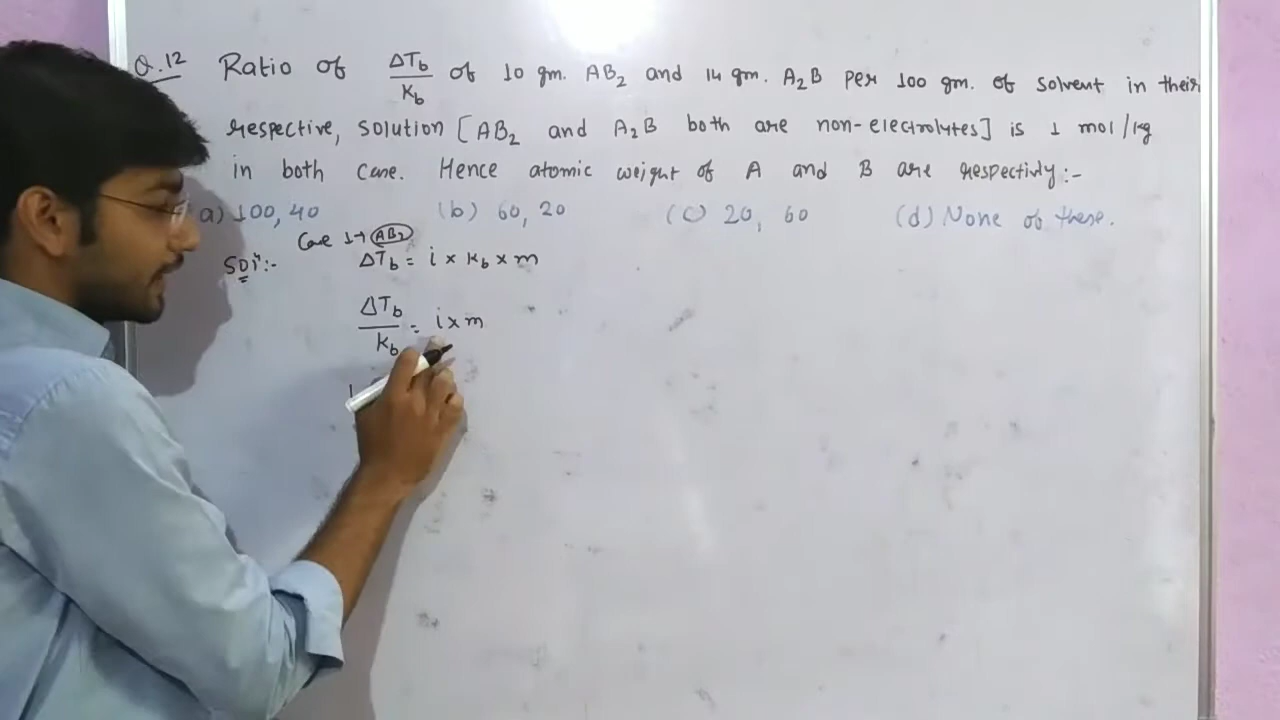 Q.12 Ratio of ΔTb/Kb of 10 gm. AB₂ and 14 gm. A₂B per 100 gm. of solvent in their
respective, solution [AB₂ and A₂B both are non-electrolytes] is 1 mol/kg
in both case. Hence atomic weight of A and B are respectivly:-
a) 100, 40 (b) 60, 20 (c) 20, 60 (d) None of these.
Case 1→ AB₂
Solⁿ:- ΔTb = i × Kb × m
ΔTb/Kb = i × m
1